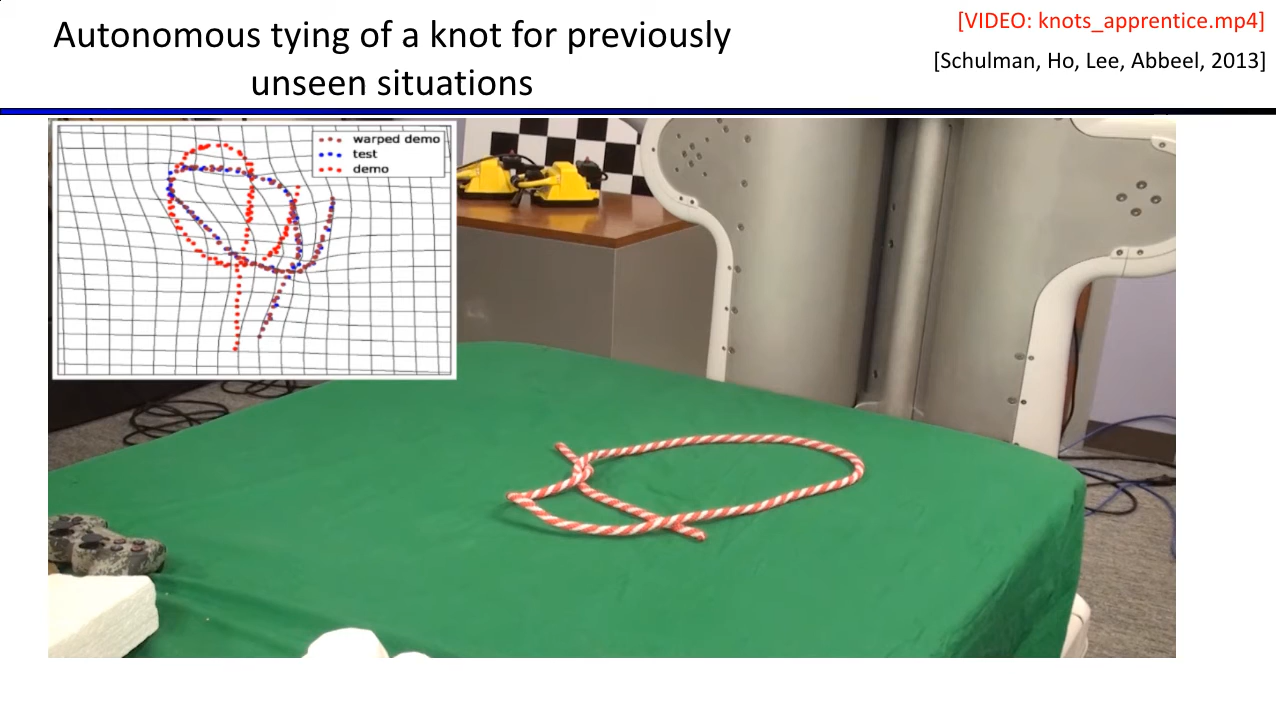 Autonomous tying of a knot for previously
unseen situations
[VIDEO: knots_apprentice.mp4]
[Schulman, Ho, Lee, Abbeel, 2013]
warped demo
test
demo